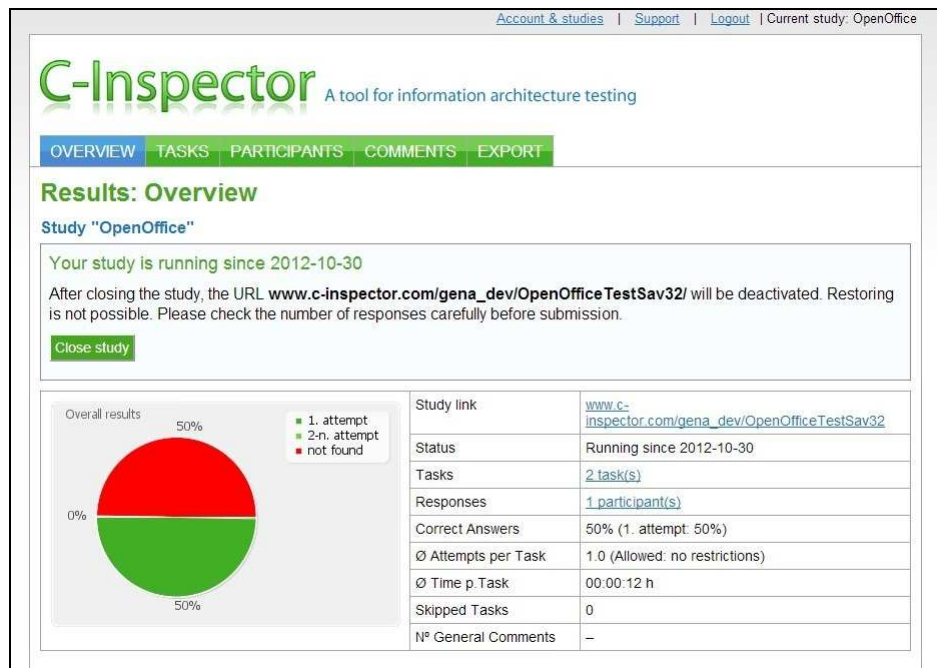 Account & studies | Support | Logout | Current study: OpenOffice
C-Inspector A tool for information architecture testing
OVERVIEW TASKS PARTICIPANTS COMMENTS EXPORT
Results: Overview
Study "OpenOffice"
Your study is running since 2012-10-30
After closing the study, the URL www.c-inspector.com/gena_dev/OpenOfficeTestSav32/ will be deactivated. Restoring
is not possible. Please check the number of responses carefully before submission.
Close study
Overall results
50%
1. attempt
2-n. attempt
not found
0%
50%
Study link www.c-
inspector.com/gena_dev/OpenOfficeTestSav32
Status Running since 2012-10-30
Tasks 2 task(s)
Responses 1 participant(s)
Correct Answers 50% (1. attempt: 50%)
Ø Attempts per Task 1.0 (Allowed: no restrictions)
Ø Time p.Task 00:00:12 h
Skipped Tasks 0
Nº General Comments –